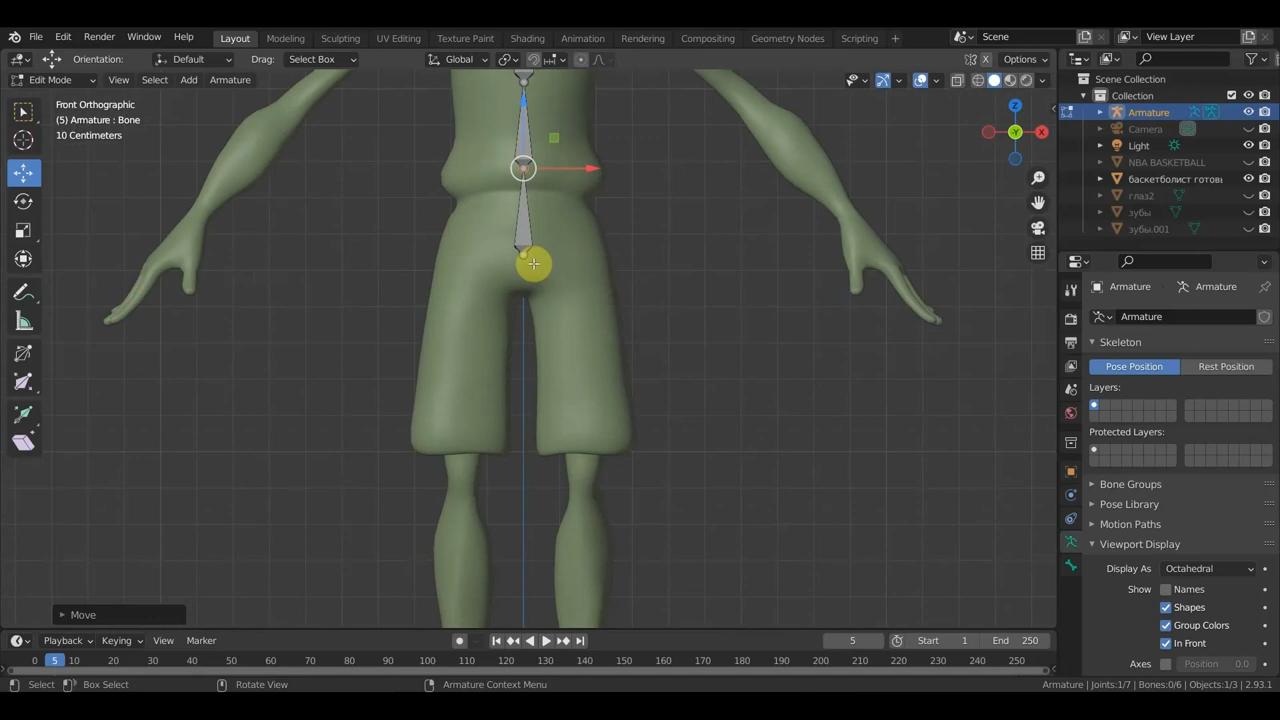 File Edit Render Window Help Layout Modeling Sculpting UV Editing Texture Paint Shading Animation Rendering Compositing Geometry Nodes Scripting + Scene View Layer
Orientation: Default Drag: Select Box Global Options
Edit Mode View Select Add Armature
Front Orthographic
(5) Armature : Bone
10 Centimeters
Z
X
-Y
Scene Collection
Collection
Armature
Camera
Light
NBA BASKETBALL
баскетболист готовь
глаз2
зубы
зубы.001
Armature Armature
Armature
Skeleton
Pose Position Rest Position
Layers:
Protected Layers:
Bone Groups
Pose Library
Motion Paths
Viewport Display
Display As Octahedral
Show Names
Shapes
Group Colors
In Front
Axes Position 0.0
Move
Playback Keying View Marker 5 Start 1 End 250
0 5 10 20 30 40 50 60 70 80 90 100 110 120 130 140 150 160 170 180 190 200 210 220 230 240 250
Select Box Select Rotate View Armature Context Menu Armature | Joints:1/7 | Bones:0/6 | Objects:1/3 | 2.93.1